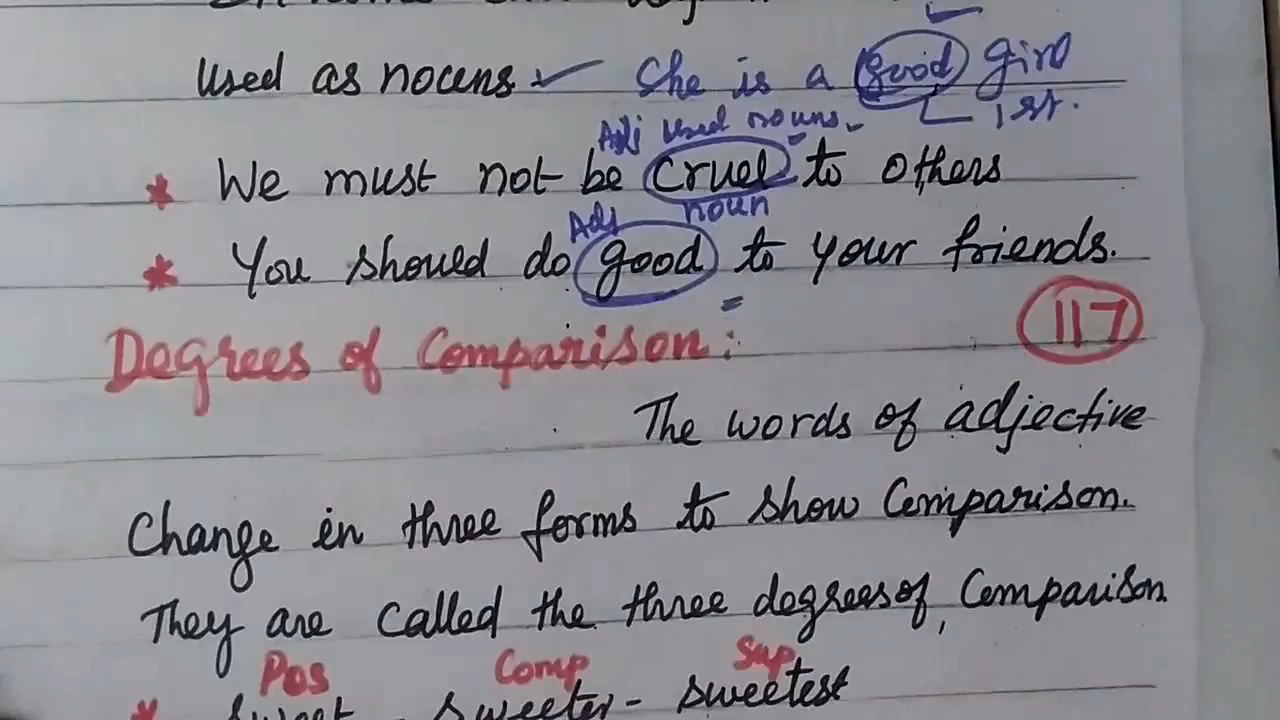 used as nouns ✓ She is a good girl
Adj used nouns. 1st.
* We must not be cruel to others
Adj noun
* You should do good to your friends.
Degrees of Comparison: 117
The words of adjective
Change in three forms to show Comparison.
They are called the three degrees of Comparison
Pos Comp Sup
* Sweet - sweeter - sweetest